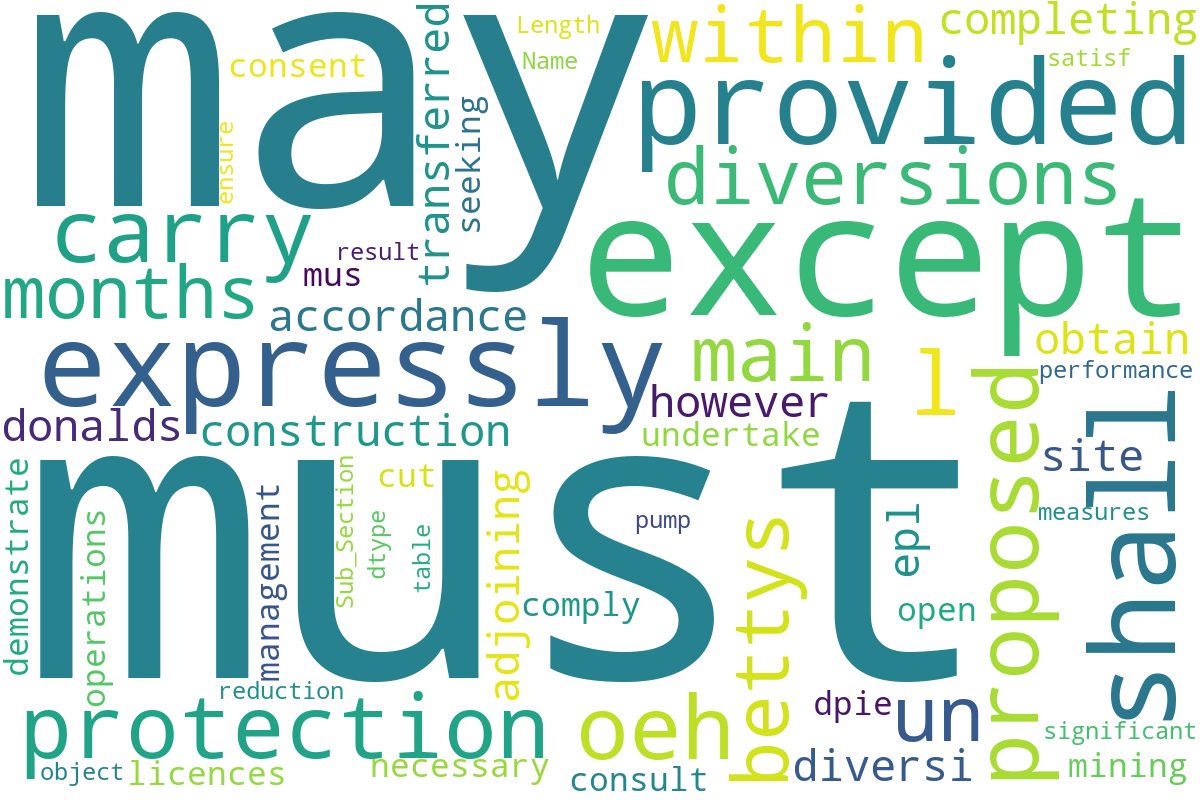 may
within
completing
Length
Name
satisf
consent
transferred
provided
seeking
ensure
diversions
carry
except
result
mus
months
accordance
expressly
main
l
obtain
performance
however
donalds
construction
undertake
proposed
shall
site
must
demonstrate
operations
management
Sub_Section
dtype
table
cut
adjoining
pump
bettys
epl
measures
comply
open
reduction
protection
oeh
dpie
un
significant
object
licences
necessary
consult
diversi
mining